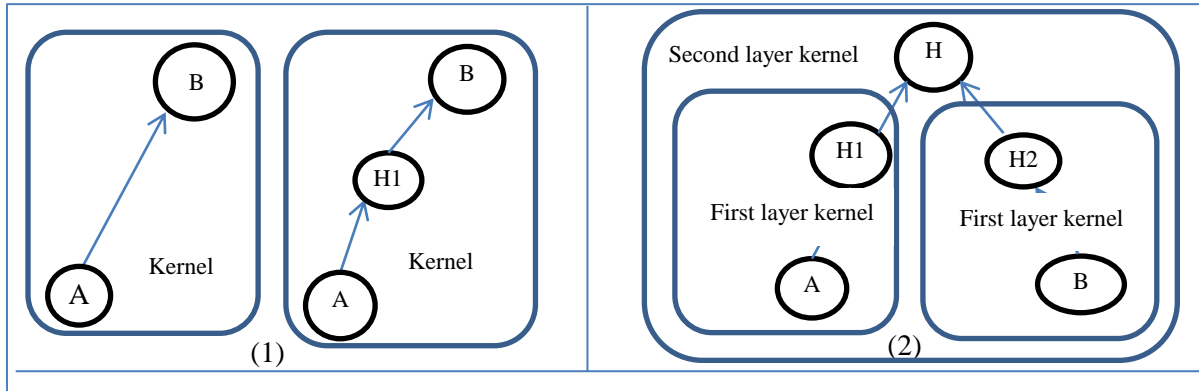 B
Kernel
A
B
H1
Kernel
A
(1)
Second layer kernel
H
H1
H2
First layer kernel
First layer kernel
A
B
(2)